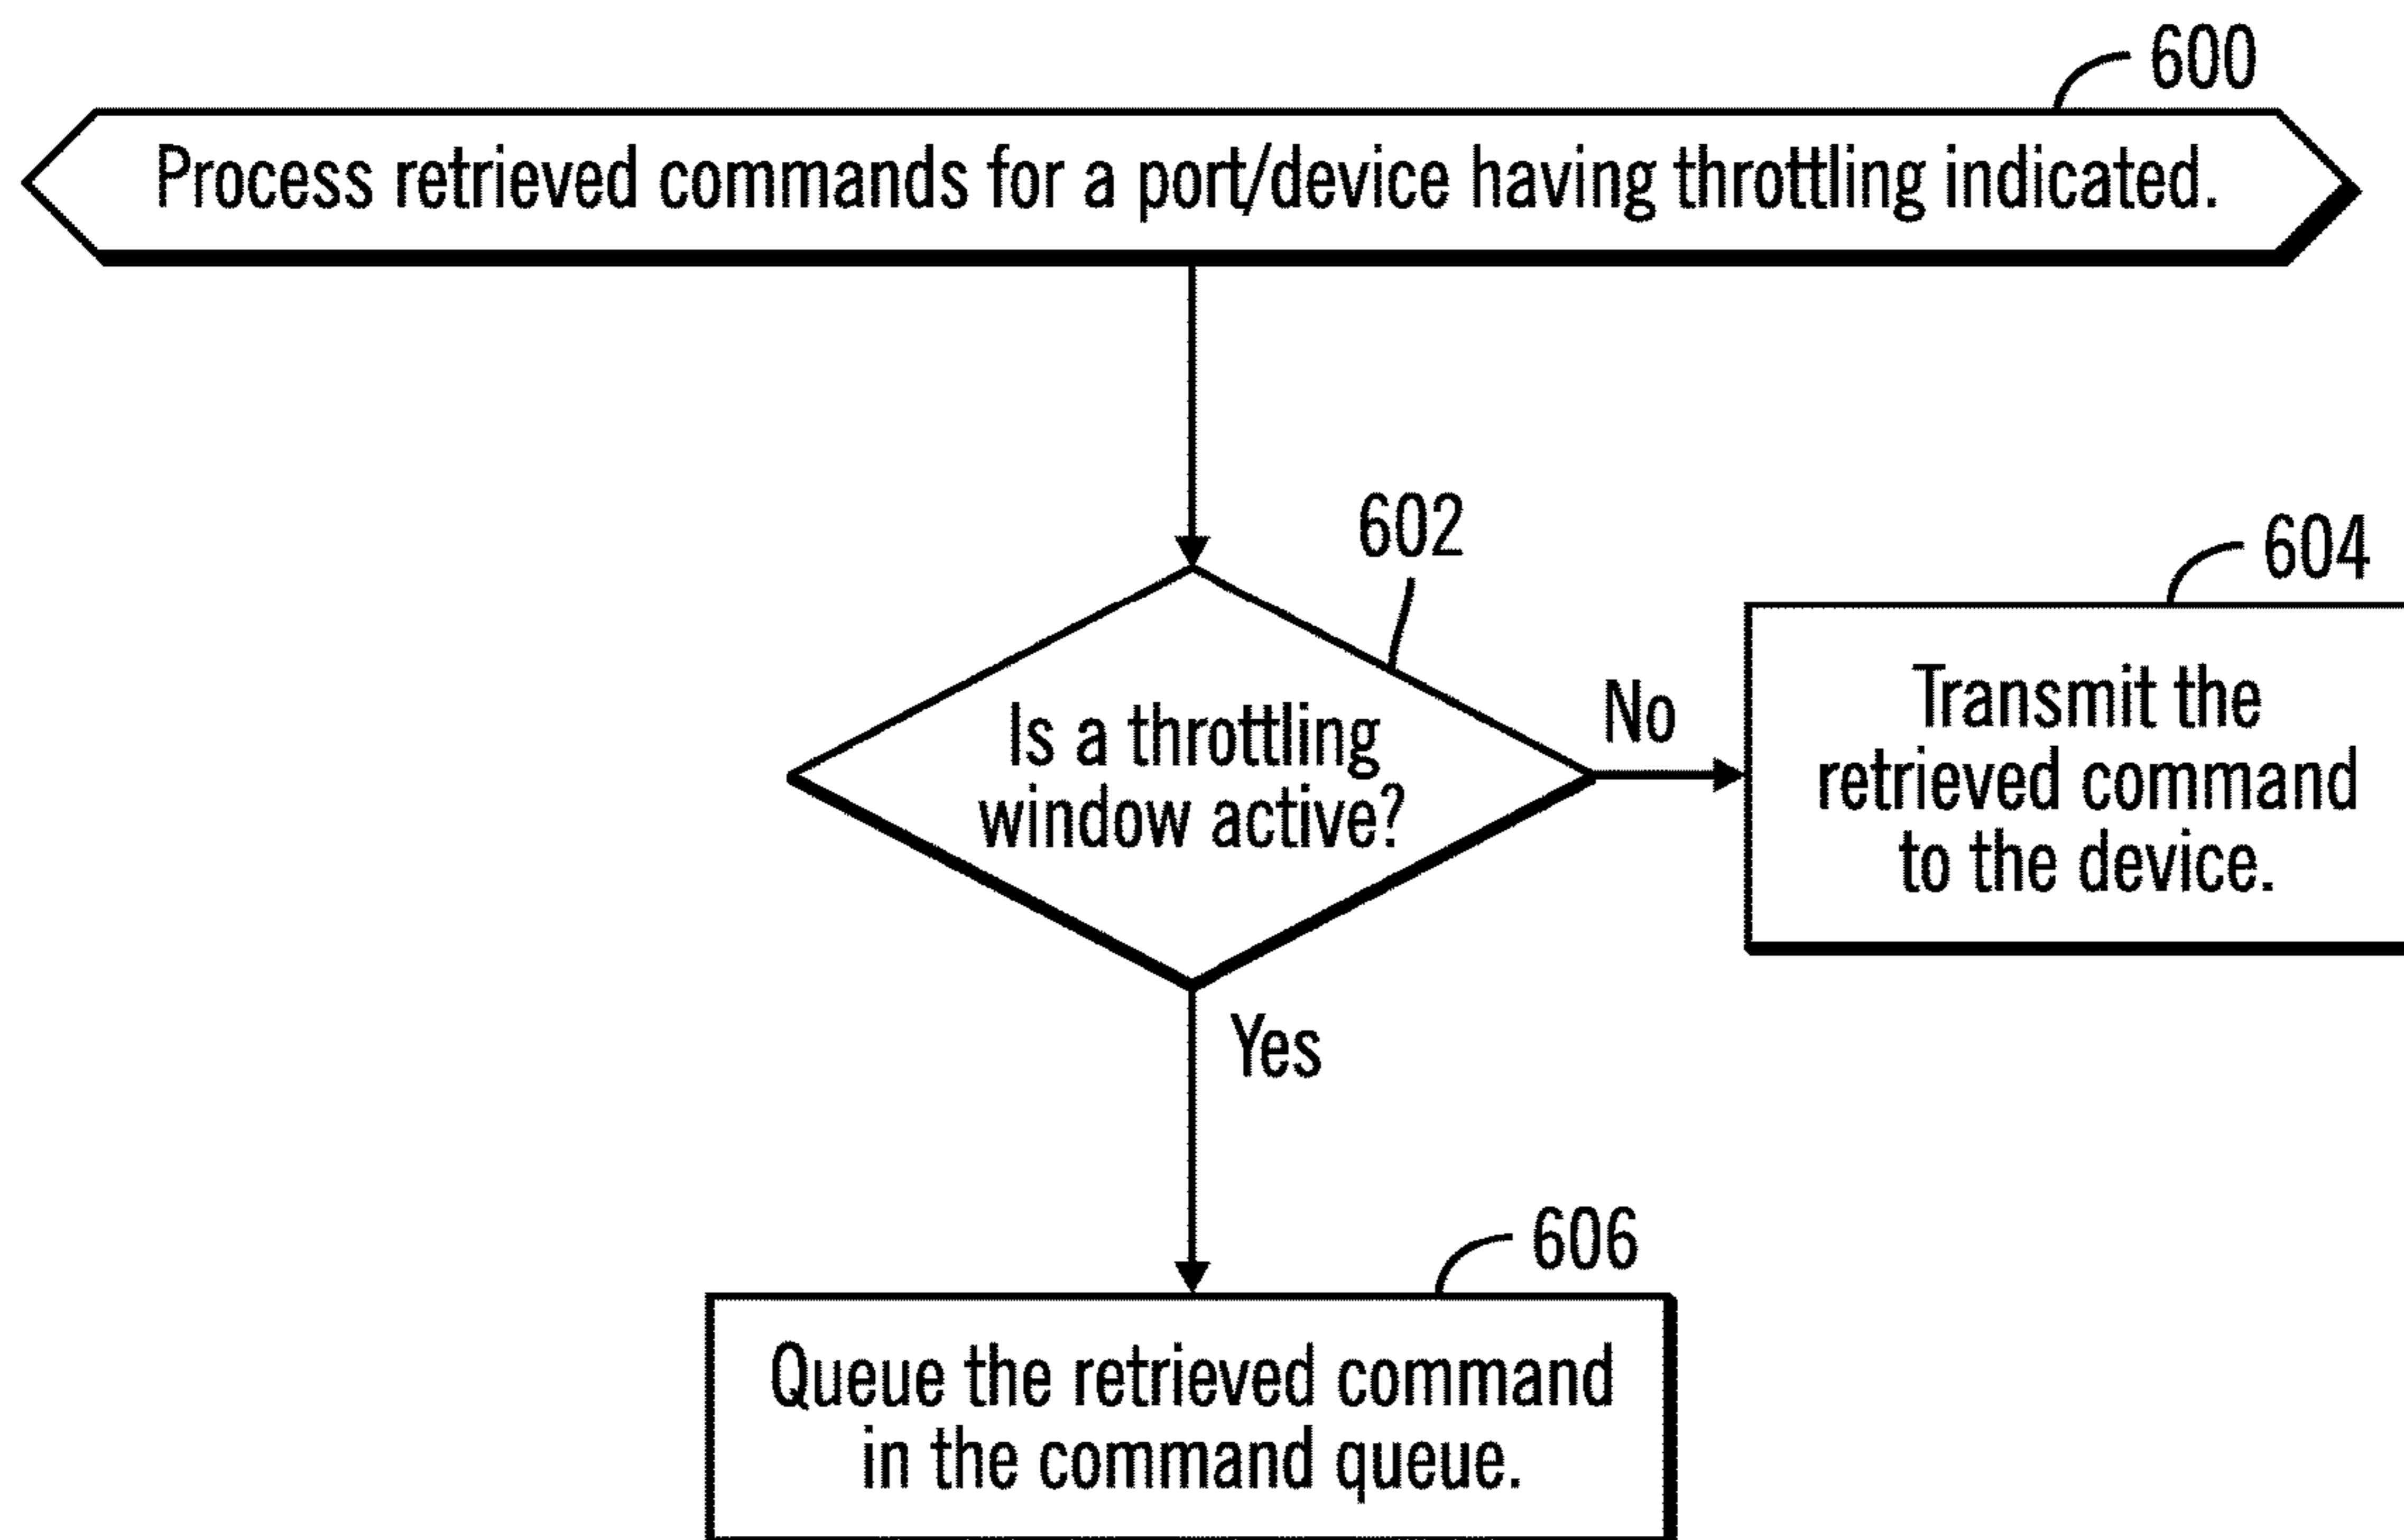 600
Process retrieved commands for a port/device having throttling indicated.
602
604
Is a throttling
window active?
No
Transmit the
retrieved command
to the device.
Yes
606
Queue the retrieved command
in the command queue.